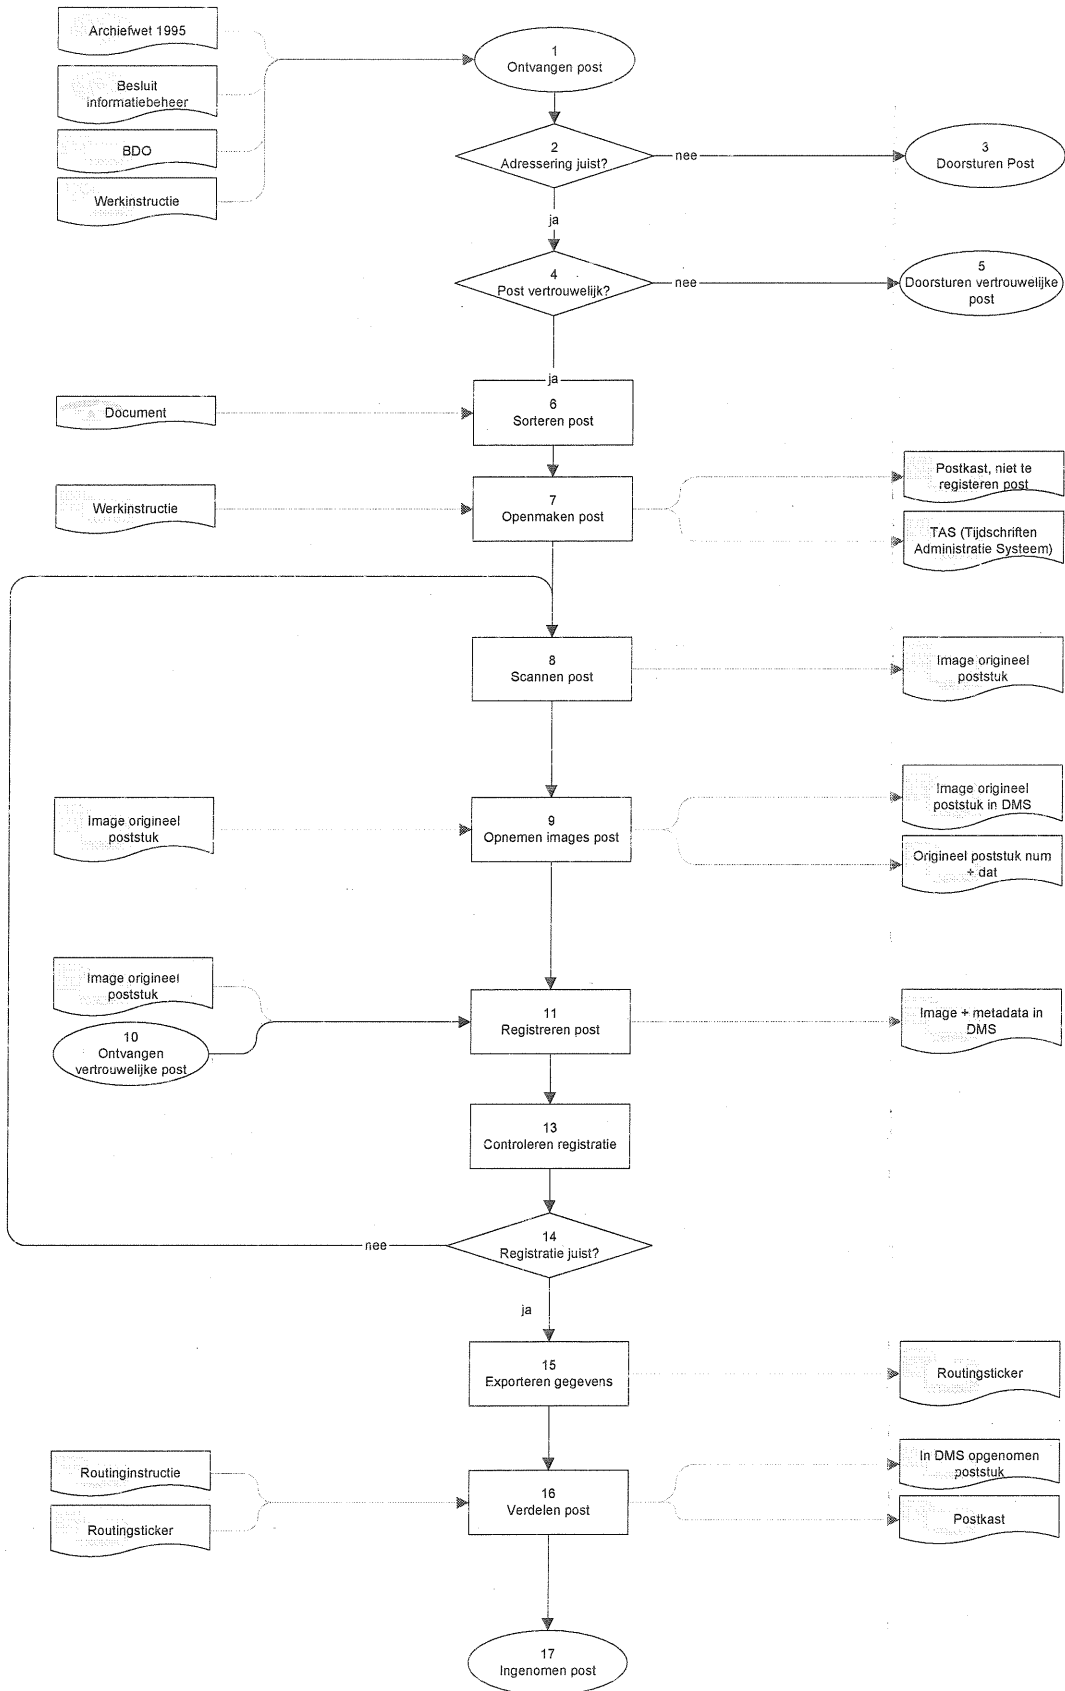 Archiefwet 1995
Besluit
informatiebeheer
BDO
Werkinstructie
1
Ontvangen post
2
Adressering juist?
nee
3
Doorsturen Post
ja
4
Post vertrouwelijk?
nee
5
Doorsturen vertrouwelijke
post
ja
Document
6
Sorteren post
Werkinstructie
7
Openmaken post
Postkast, niet te
registeren post
TAS (Tijdschriften
Administratie Systeem)
8
Scannen post
Image origineel
poststuk
Image origineel
poststuk
9
Opnemen images post
Image origineel
poststuk in DMS
Origineel poststuk num
+ dat
Image origineel
poststuk
10
Ontvangen
vertrouwelijke post
11
Registreren post
Image + metadata in
DMS
13
Controleren registratie
nee
14
Registratie juist?
ja
15
Exporteren gegevens
Routingsticker
Routinginstructie
Routingsticker
16
Verdelen post
In DMS opgenomen
poststuk
Postkast
17
Ingenomen post